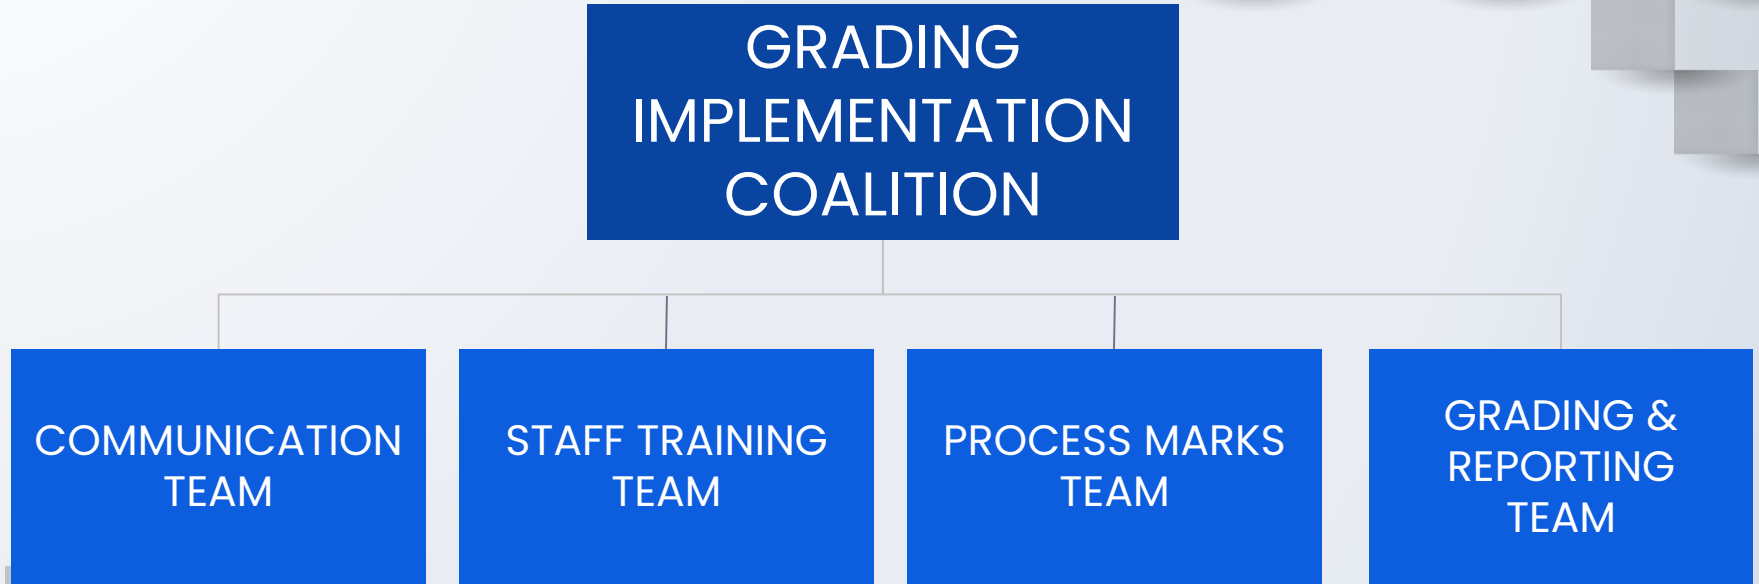 GRADING
IMPLEMENTATION
COALITION
COMMUNICATION
TEAM
STAFF TRAINING
TEAM
PROCESS MARKS
TEAM
GRADING &
REPORTING
TEAM